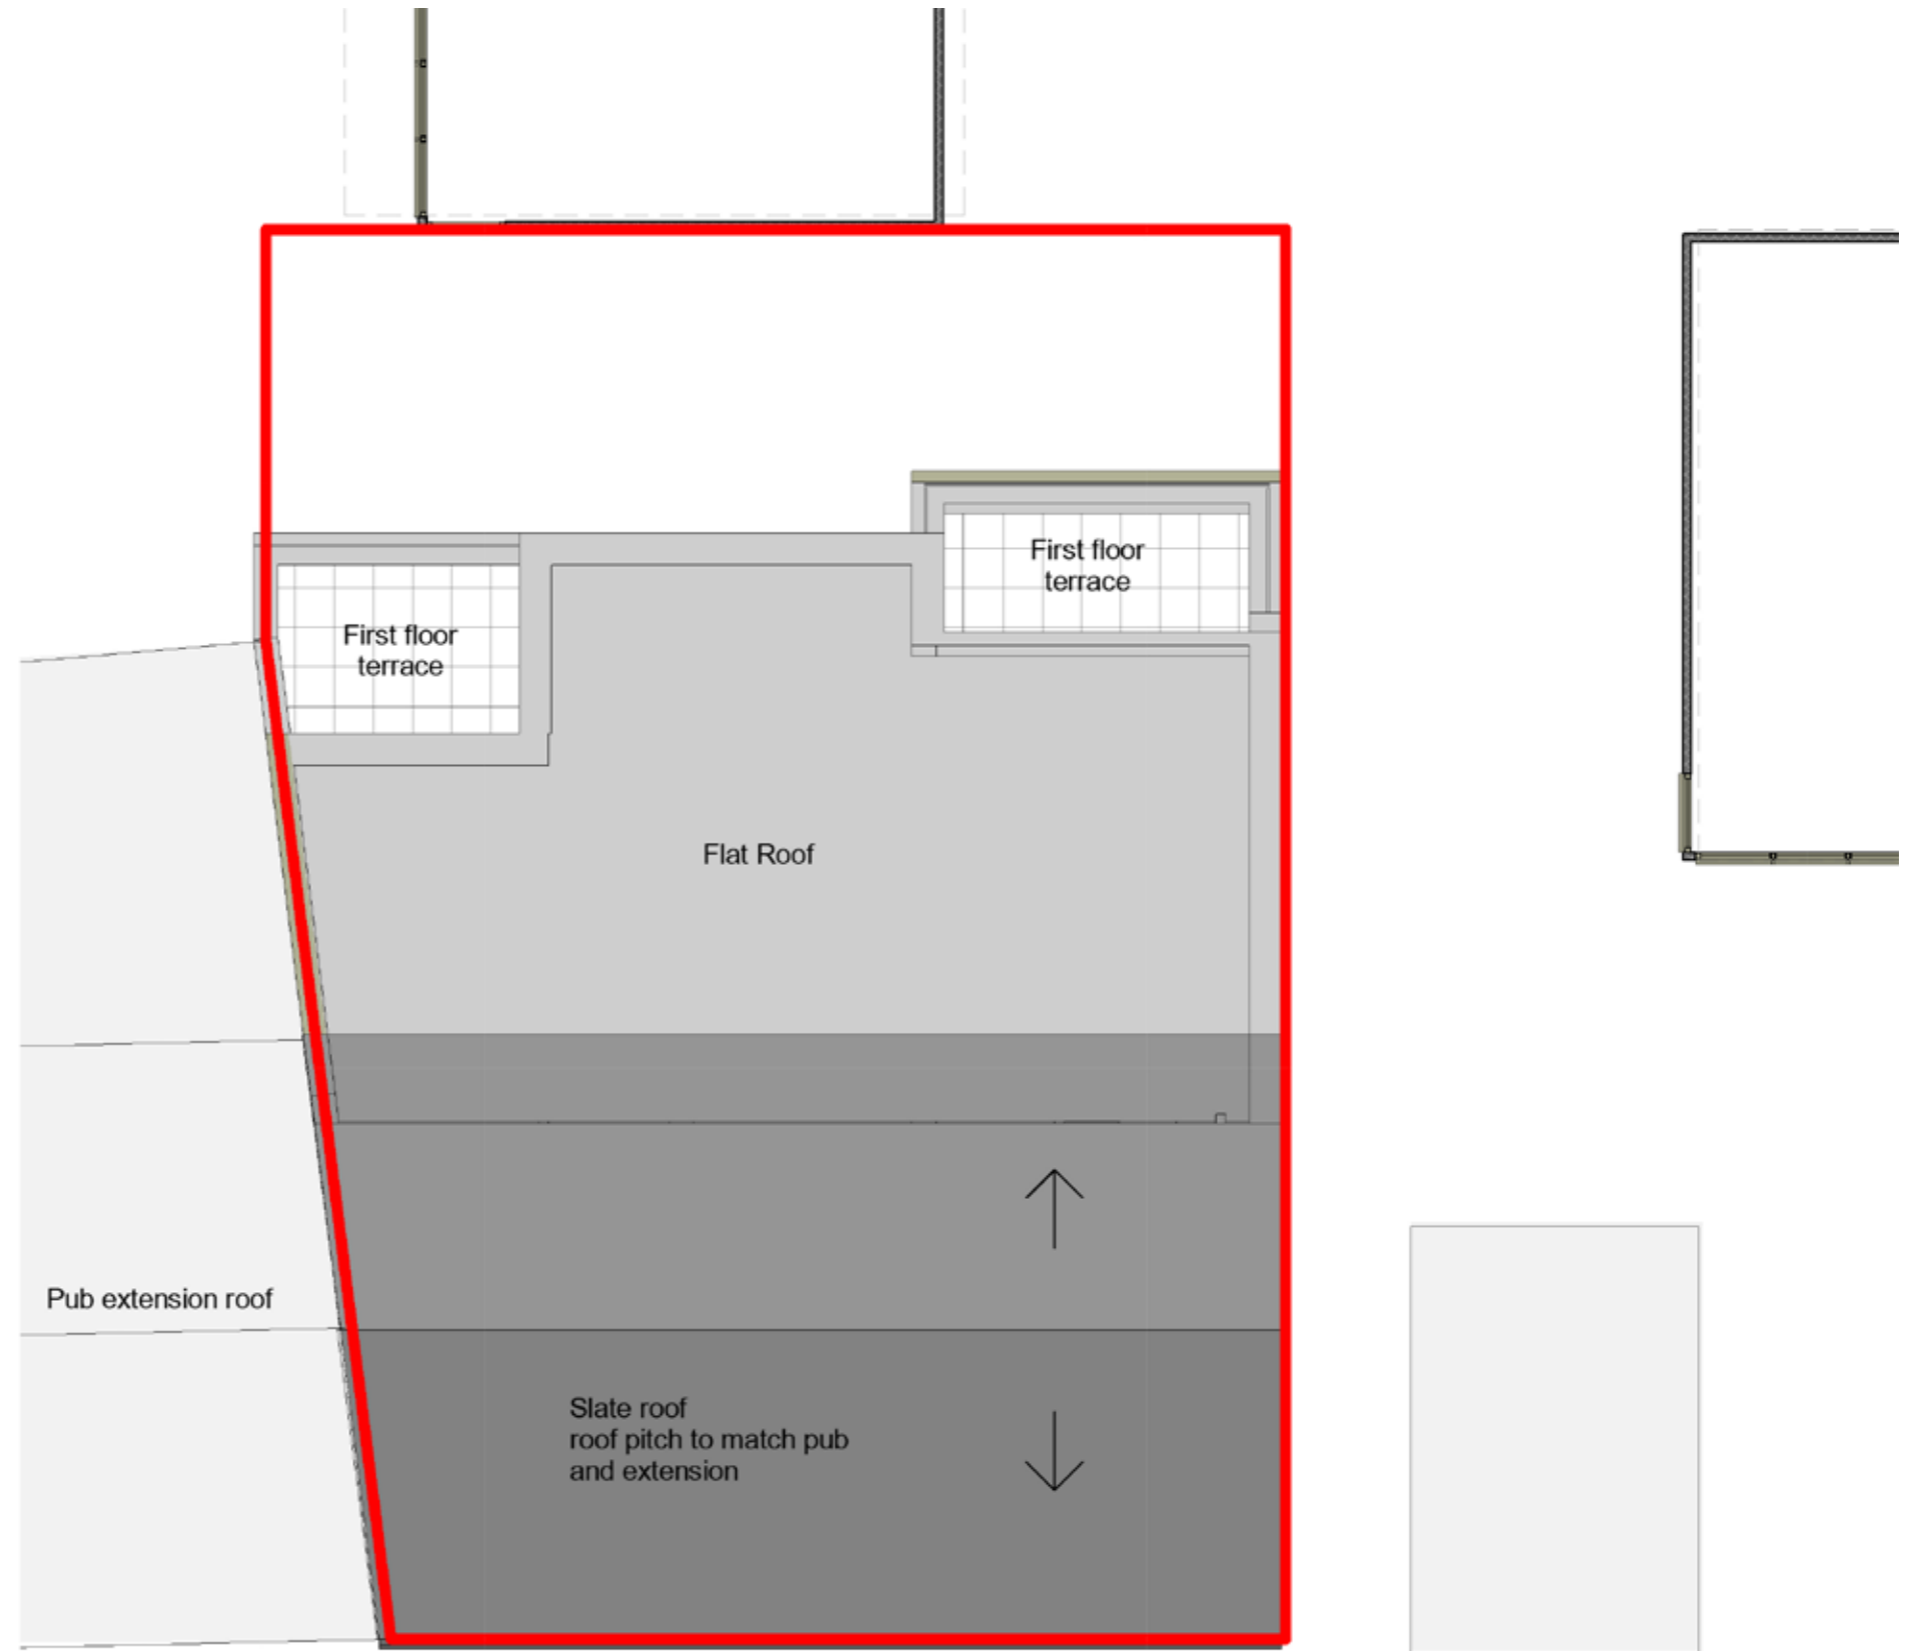 First floor
terrace
First floor
terrace
Flat Roof
Pub extension roof
Slate roof
roof pitch to match pub
and extension